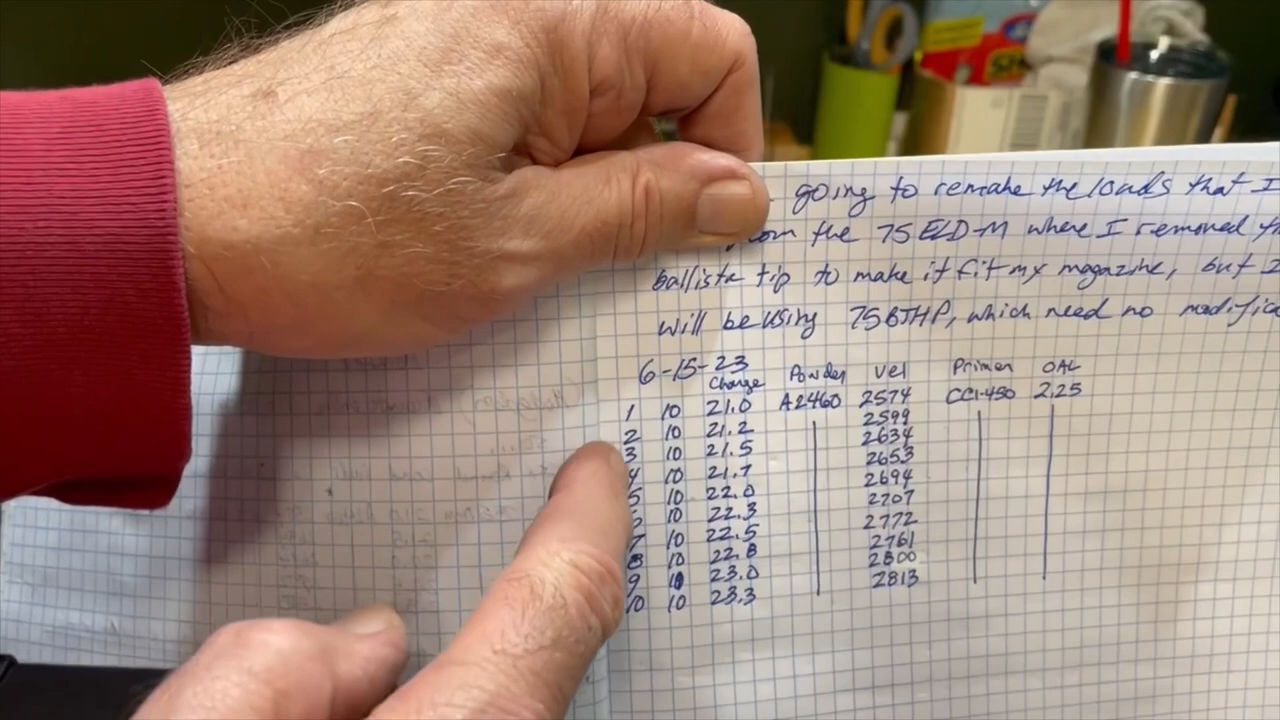 going to remake the loads that I
from the 75 ELD-M where I removed
ballistic tip to make it fit my magazine, but I
will be using 75 BTHP, which need no
6-15-23
Charge Powder Vel Primer OAL
1 10 21.0 A2460 2574 CCI-450 2.25
2 10 21.2 2599
3 10 21.5 2634
4 10 21.7 2653
5 10 22.0 2694
10 22.3 2707
7 10 22.5 2772
8 10 22.8 2761
9 10 23.0 2800
10 10 23.3 2813